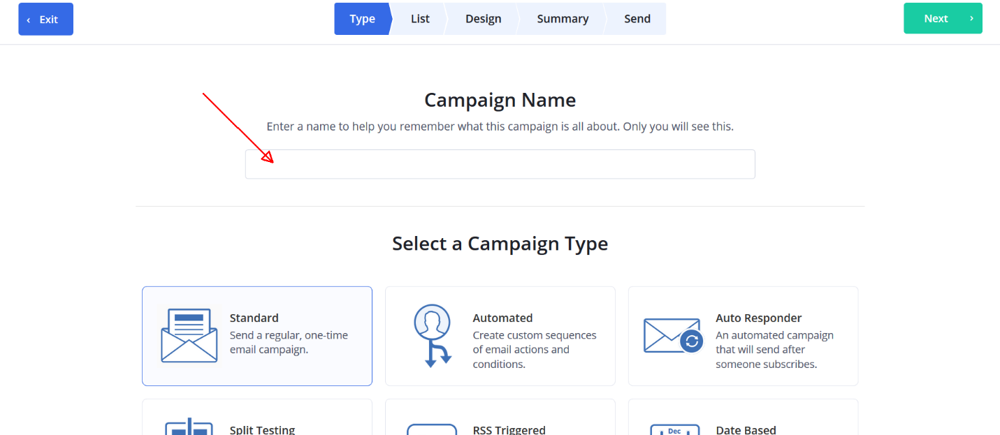 Exit
Type
List
Design
Summary
Send
Next
Campaign Name
Enter a name to help you remember what this campaign is all about. Only you will see this.
Select a Campaign Type
Standard
Send a regular, one-time
email campaign.
Automated
Create custom sequences
of email actions and
conditions.
Auto Responder
An automated campaign
that will send after
someone subscribes.
Split Testing
RSS Triggered
Dec
Date Based